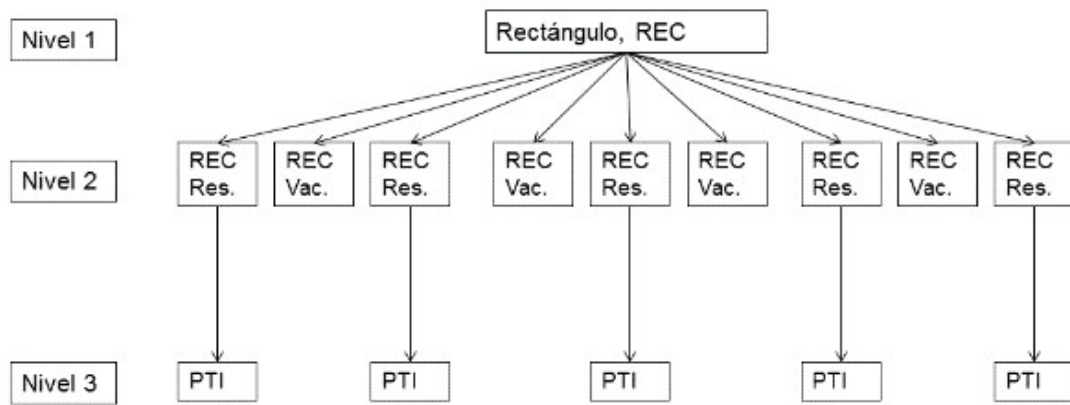 Nivel 1
Rectángulo, REC
Nivel 2
REC
Res.
REC
Vac.
REC
Res.
REC
Vac.
REC
Res.
REC
Vac.
REC
Res.
REC
Vac.
REC
Res.
Nivel 3
PTI
PTI
PTI
PTI
PTI